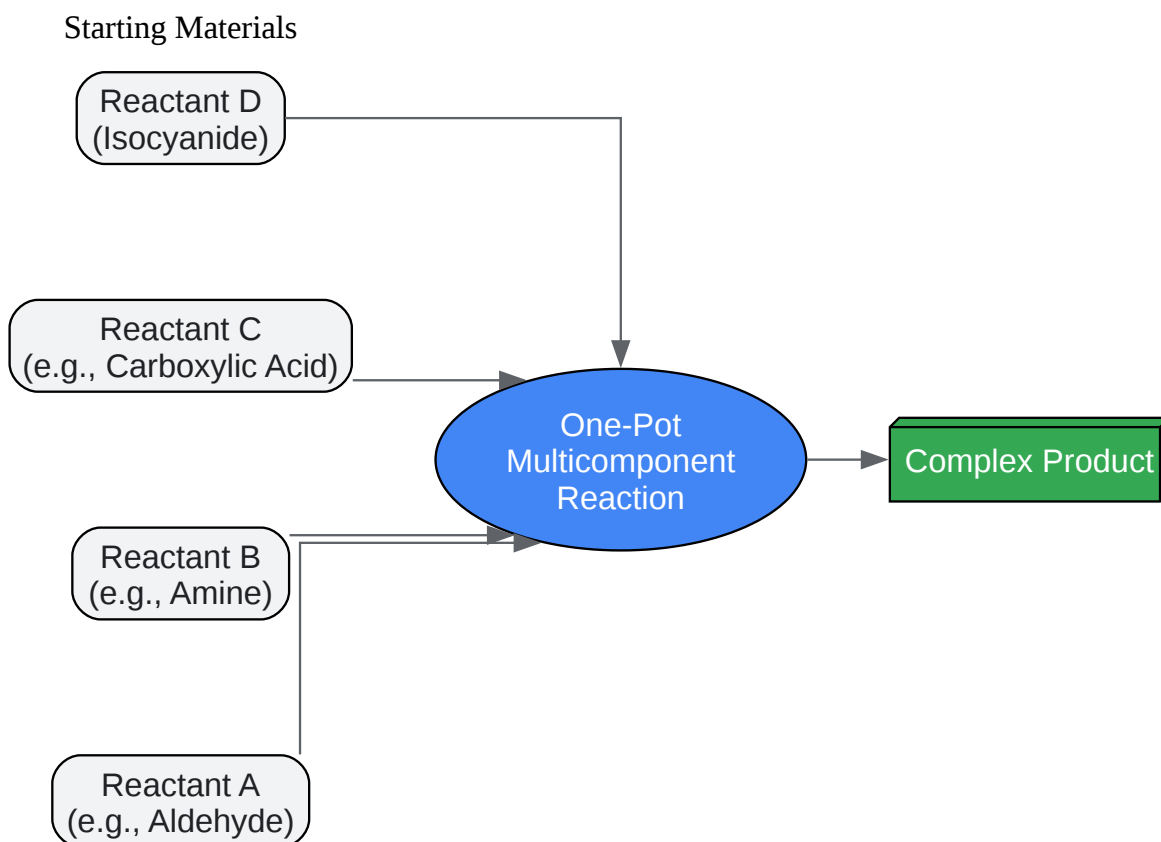 Starting Materials
Reactant D
(Isocyanide)
Reactant C
(e.g., Carboxylic Acid)
One-Pot
Multicomponent
Reaction
Complex Product
Reactant B
(e.g., Amine)
Reactant A
(e.g., Aldehyde)